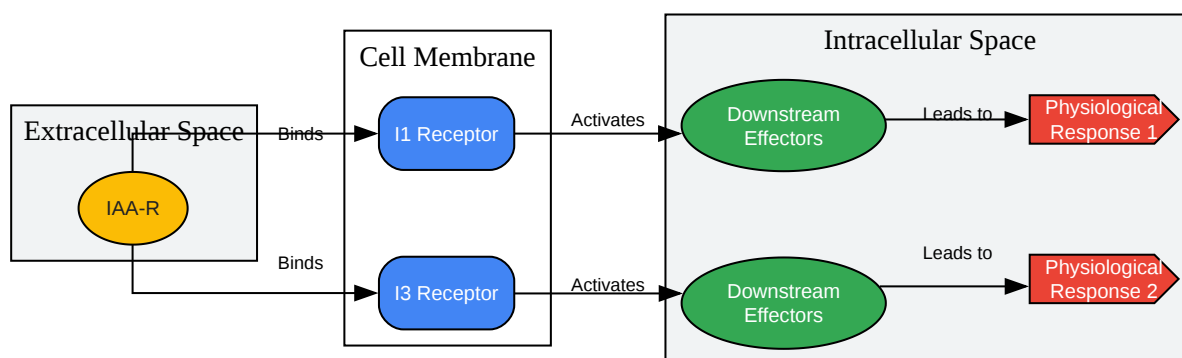 Intracellular Space
Cell Membrane
Extracellular Space
Binds
I1 Receptor
Activates
Downstream
Effectors
Leads to
Physiological
Response 1
IAA-R
Binds
I3 Receptor
Activates
Downstream
Effectors
Leads to
Physiological
Response 2